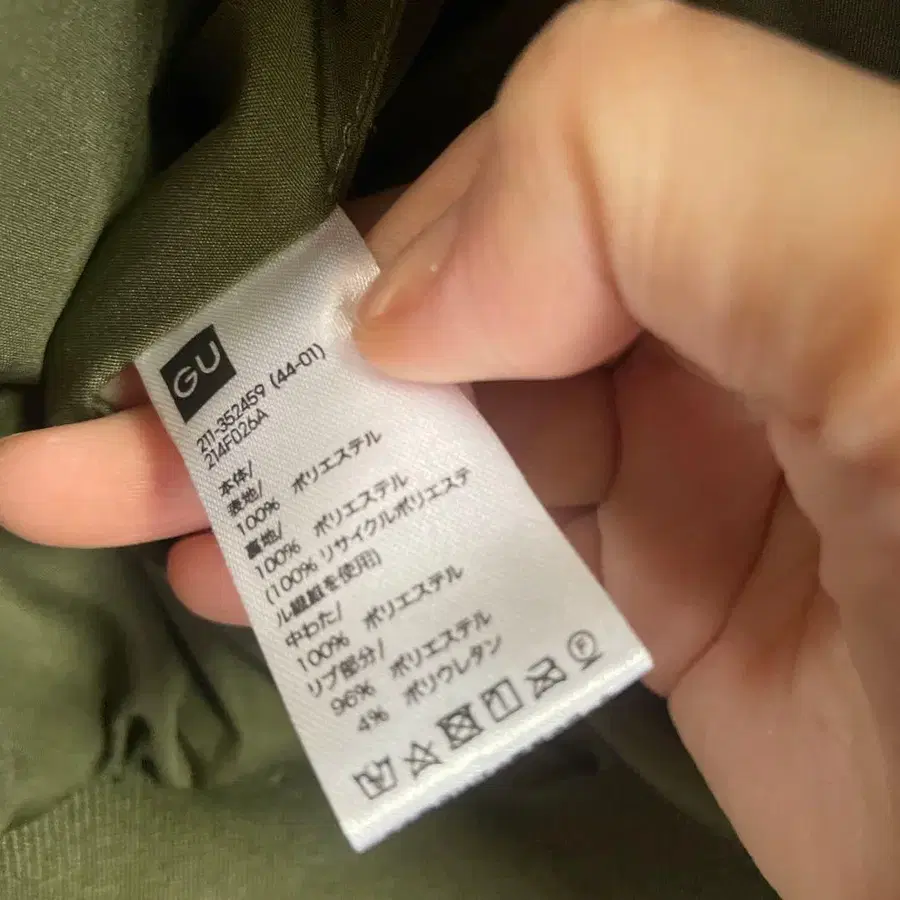 GU
211-352459 (44-01)
214F026A
本体/
表地/
100% ポリエステル
裏地/
100% ポリエステル
(100% リサイクルポリエステ
ル繊維を使用)
中わた/
100% ポリエステル
リブ部分/
96% ポリエステル
4% ポリウレタン
F